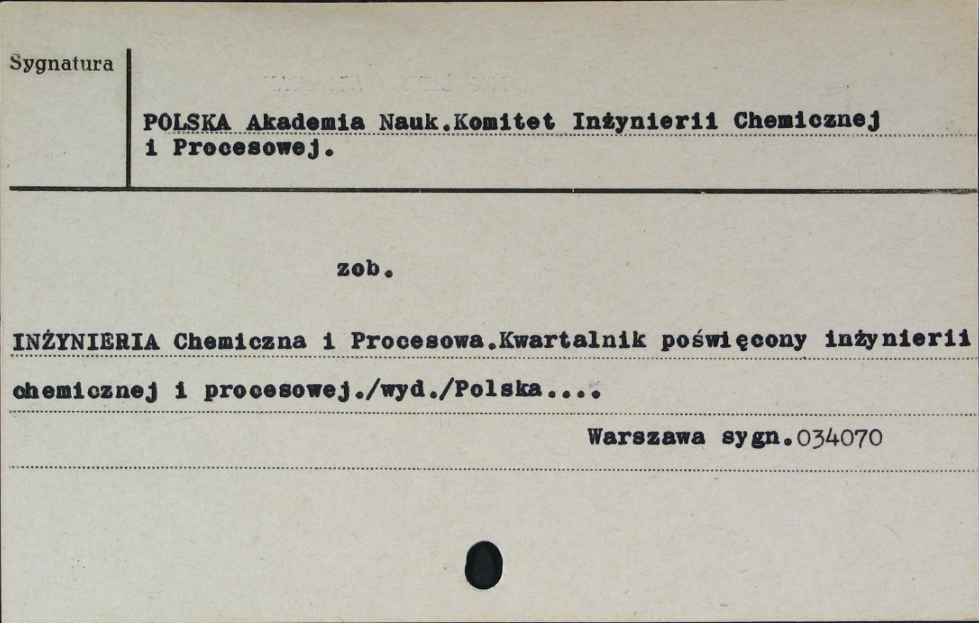 Sygnatura
POLSKA Akademia Nauk.Komitet Inżynierii Chemicznej
i Procesowej.
zob.
INŻYNIERIA Chemiczna i Procesowa.Kwartalnik poświęcony inżynierii
chemicznej i procesowej./wyd./Polska....
Warszawa sygn.034070